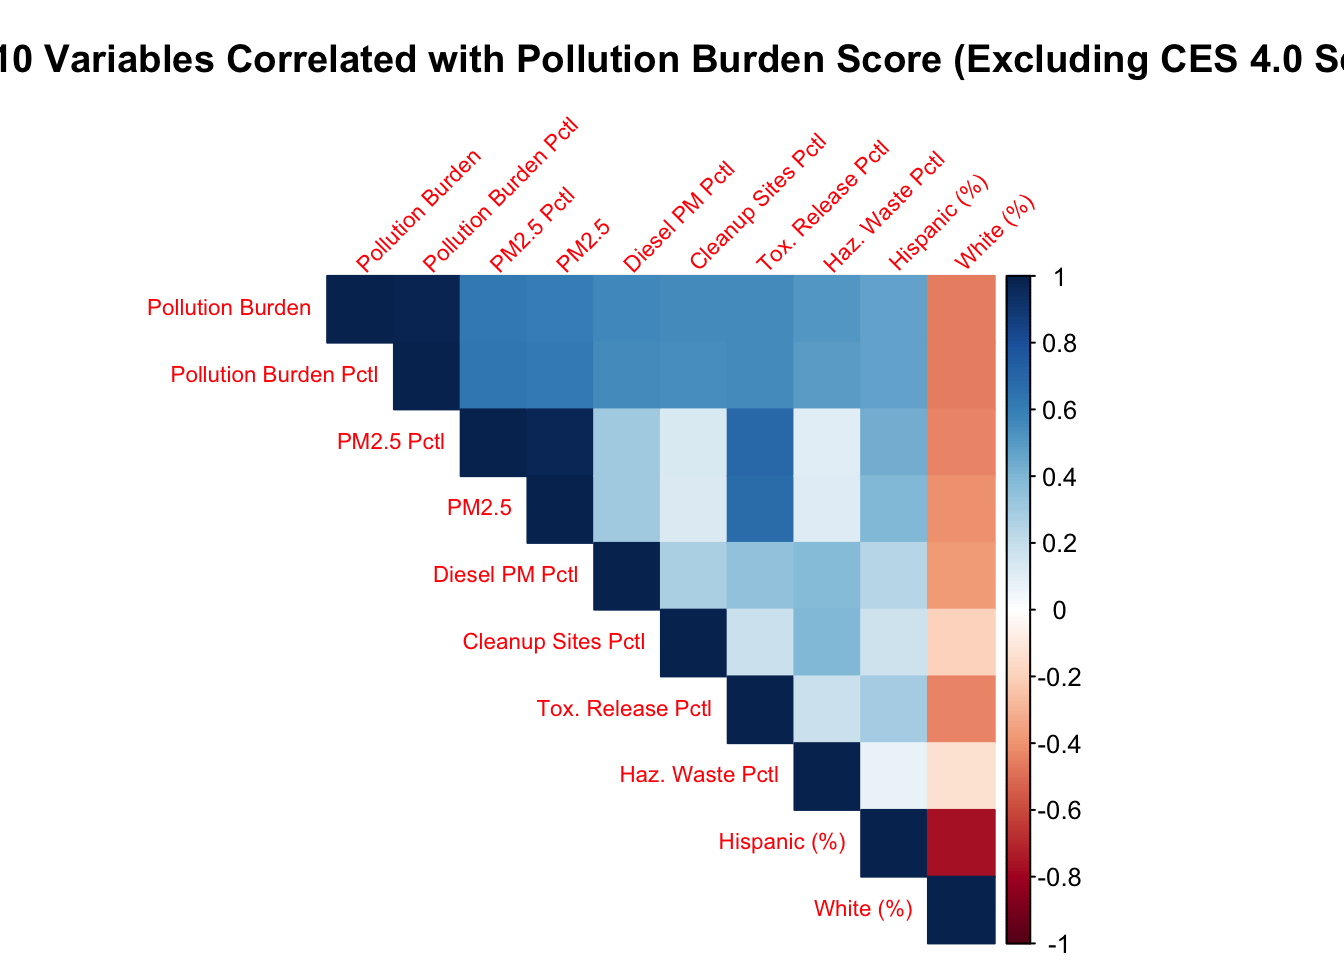 10 Variables Correlated with Pollution Burden Score (Excluding CES 4.0
Pollution Burden
Pollution Burden Pctl
PM2.5 Pctl
PM2.5
Diesel PM Pctl
Cleanup Sites Pctl
Tox. Release Pctl
Haz. Waste Pctl
Hispanic (%)
White (%)
Pollution Burden
Pollution Burden Pctl
PM2.5 Pctl
PM2.5
Diesel PM Pctl
Cleanup Sites Pctl
Tox. Release Pctl
Haz. Waste Pctl
Hispanic (%)
White (%)
1
0.8
0.6
0.4
0.2
0
-0.2
-0.4
-0.6
-0.8
-1